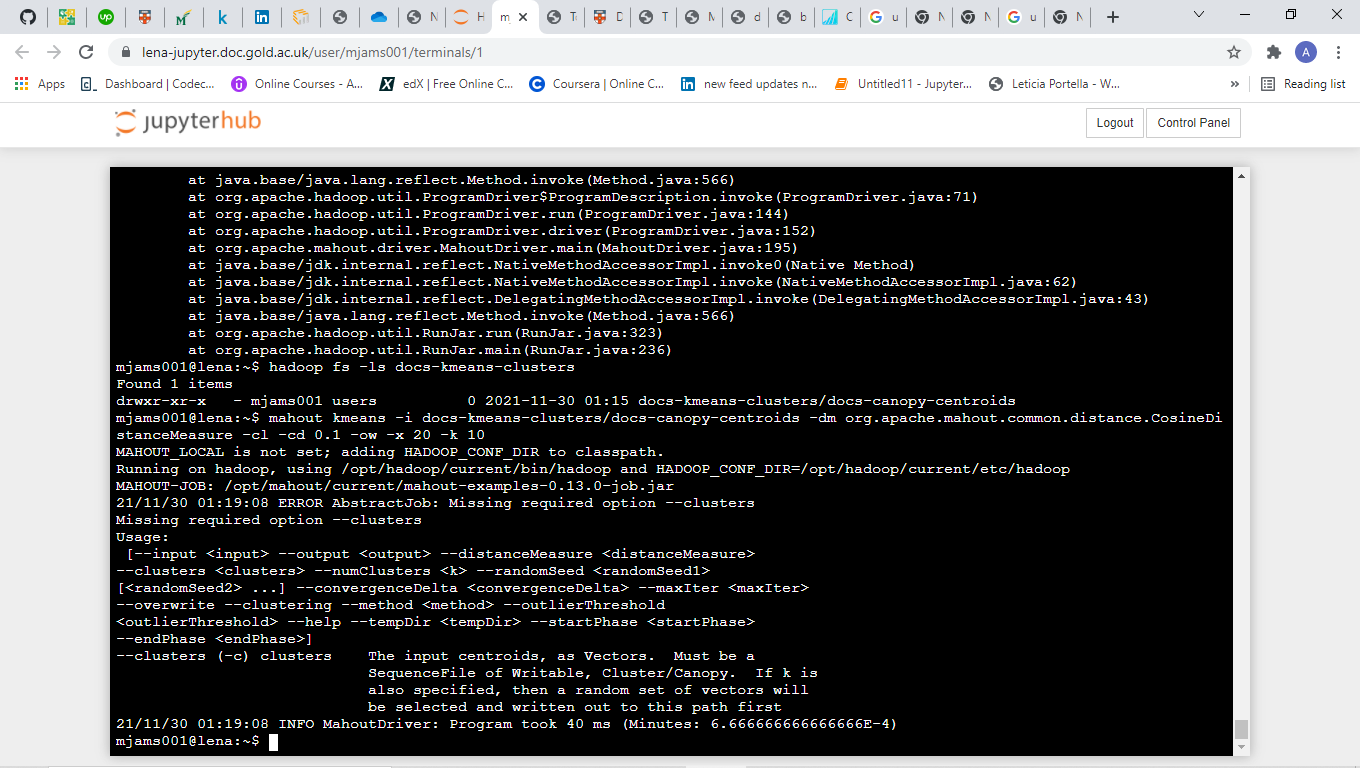 m
N
H
m
T
D
T
M
d
b
C
u
N
N
u
N
lena-jupyter.doc.gold.ac.uk/user/mjams001/terminals/1
A
Apps
Dashboard | Codec...
Online Courses - A...
edX | Free Online C...
Coursera | Online C...
new feed updates n...
Untitled11 - Jupyter...
Leticia Portella - W...
»
Reading list
jupyterhub
Logout
Control Panel
at java.base/java.lang.reflect.Method.invoke(Method.java:566)
at org.apache.hadoop.util.ProgramDriver$ProgramDescription.invoke(ProgramDriver.java:71)
at org.apache.hadoop.util.ProgramDriver.run(ProgramDriver.java:144)
at org.apache.hadoop.util.ProgramDriver.driver(ProgramDriver.java:152)
at org.apache.mahout.driver.MahoutDriver.main(MahoutDriver.java:195)
at java.base/jdk.internal.reflect.NativeMethodAccessorImpl.invoke0(Native Method)
at java.base/jdk.internal.reflect.NativeMethodAccessorImpl.invoke(NativeMethodAccessorImpl.java:62)
at java.base/jdk.internal.reflect.DelegatingMethodAccessorImpl.invoke(DelegatingMethodAccessorImpl.java:43)
at java.base/java.lang.reflect.Method.invoke(Method.java:566)
at org.apache.hadoop.util.RunJar.run(RunJar.java:323)
at org.apache.hadoop.util.RunJar.main(RunJar.java:236)
mjams001@lena:~$ hadoop fs -ls docs-kmeans-clusters
Found 1 items
drwxr-xr-x   - mjams001 users          0 2021-11-30 01:15 docs-kmeans-clusters/docs-canopy-centroids
mjams001@lena:~$ mahout kmeans -i docs-kmeans-clusters/docs-canopy-centroids -dm org.apache.mahout.common.distance.CosineDi
stanceMeasure -cl -cd 0.1 -ow -x 20 -k 10
MAHOUT_LOCAL is not set; adding HADOOP_CONF_DIR to classpath.
Running on hadoop, using /opt/hadoop/current/bin/hadoop and HADOOP_CONF_DIR=/opt/hadoop/current/etc/hadoop
MAHOUT-JOB: /opt/mahout/current/mahout-examples-0.13.0-job.jar
21/11/30 01:19:08 ERROR AbstractJob: Missing required option --clusters
Missing required option --clusters
Usage:
[--input <input> --output <output> --distanceMeasure <distanceMeasure>
--clusters <clusters> --numClusters <k> --randomSeed <randomSeed1>
[<randomSeed2> ...] --convergenceDelta <convergenceDelta> --maxIter <maxIter>
--overwrite --clustering --method <method> --outlierThreshold
<outlierThreshold> --help --tempDir <tempDir> --startPhase <startPhase>
--endPhase <endPhase>]
--clusters (-c) clusters    The input centroids, as Vectors.  Must be a
SequenceFile of Writable, Cluster/Canopy.  If k is
also specified, then a random set of vectors will
be selected and written out to this path first
21/11/30 01:19:08 INFO MahoutDriver: Program took 40 ms (Minutes: 6.666666666666666E-4)
mjams001@lena:~$